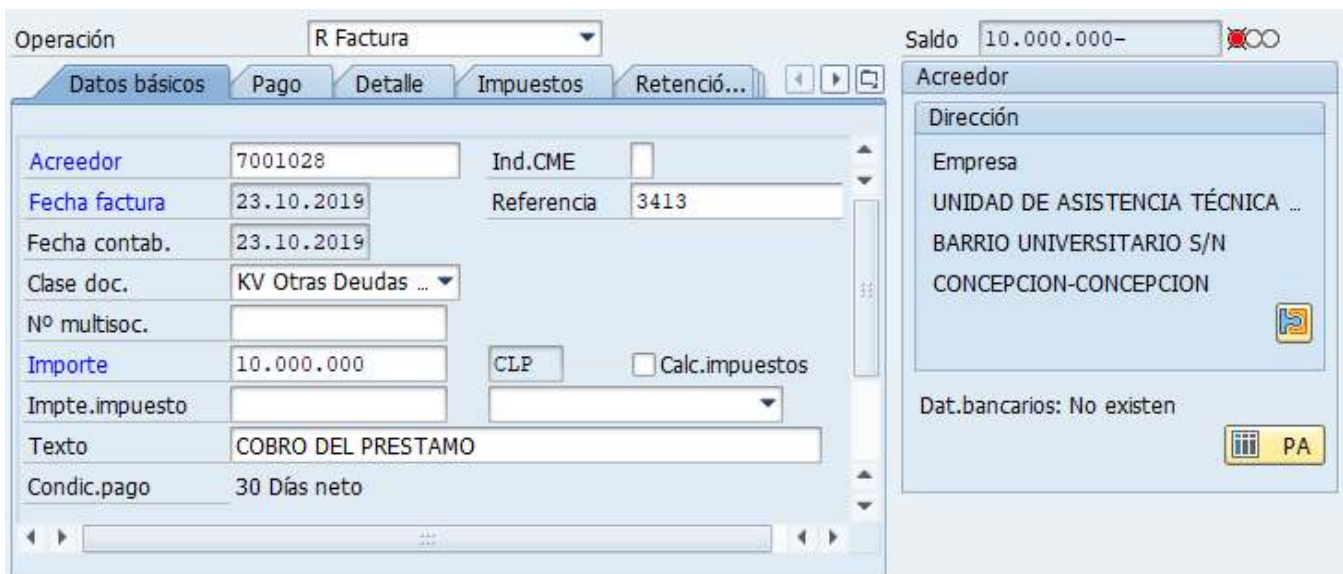 Operación R Factura Saldo 10.000.000-
Datos básicos Pago Detalle Impuestos Retenció... Acreedor
Dirección
Acreedor 7001028 Ind.CME Empresa
Fecha factura 23.10.2019 Referencia 3413 UNIDAD DE ASISTENCIA TÉCNICA ...
Fecha contab. 23.10.2019 BARRIO UNIVERSITARIO S/N
Clase doc. KV Otras Deudas ... CONCEPCION-CONCEPCION
Nº multisoc.
Importe 10.000.000 CLP Calc.impuestos
Impte.impuesto Dat.bancarios: No existen
Texto COBRO DEL PRESTAMO PA
Condic.pago 30 Días neto